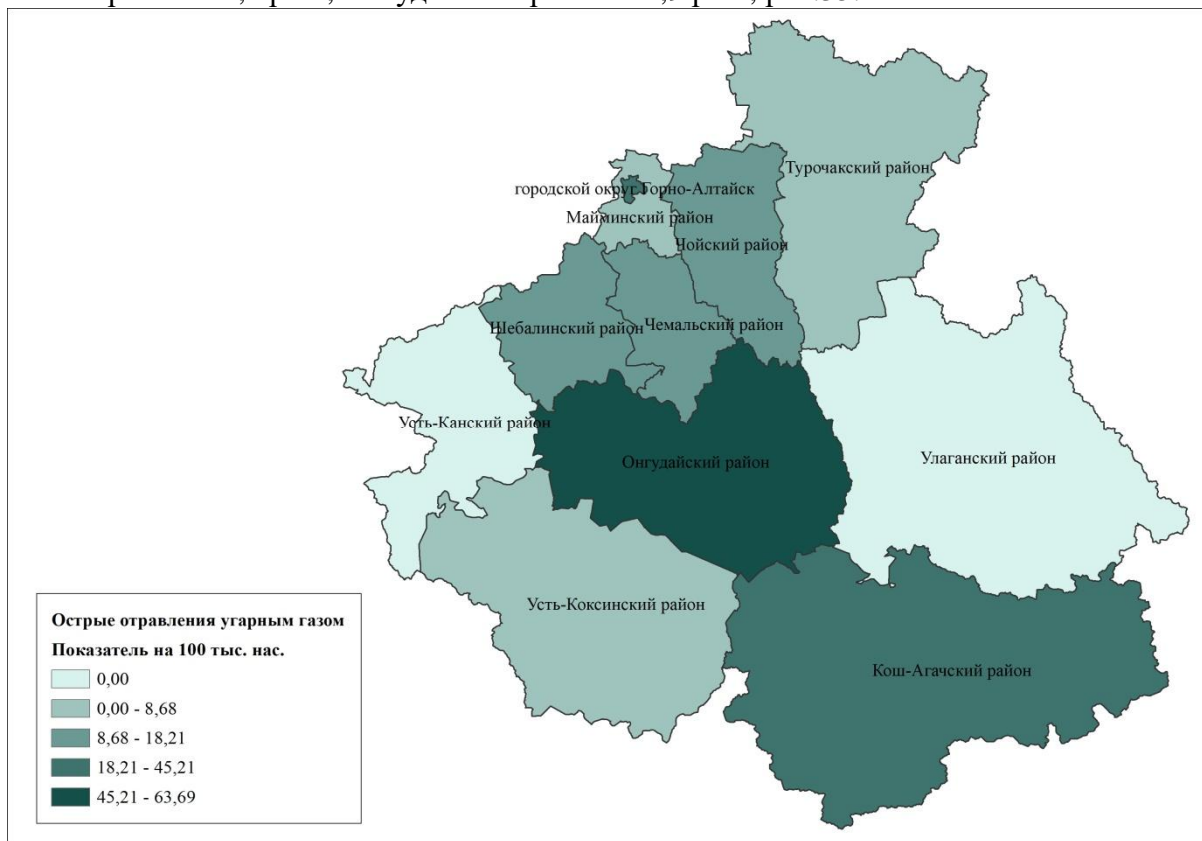 Турочакский район
городской округ Горно-Алтайск
Майминский район
Чойский район
Шебалинский район
Чемальский район
Усть-Канский район
Онгудайский район
Улаганский район
Усть-Коксинский район
Кош-Агачский район
Острые отравления угарным газом
Показатель на 100 тыс. нас.
0,00
0,00 - 8,68
8,68 - 18,21
18,21 - 45,21
45,21 - 63,69